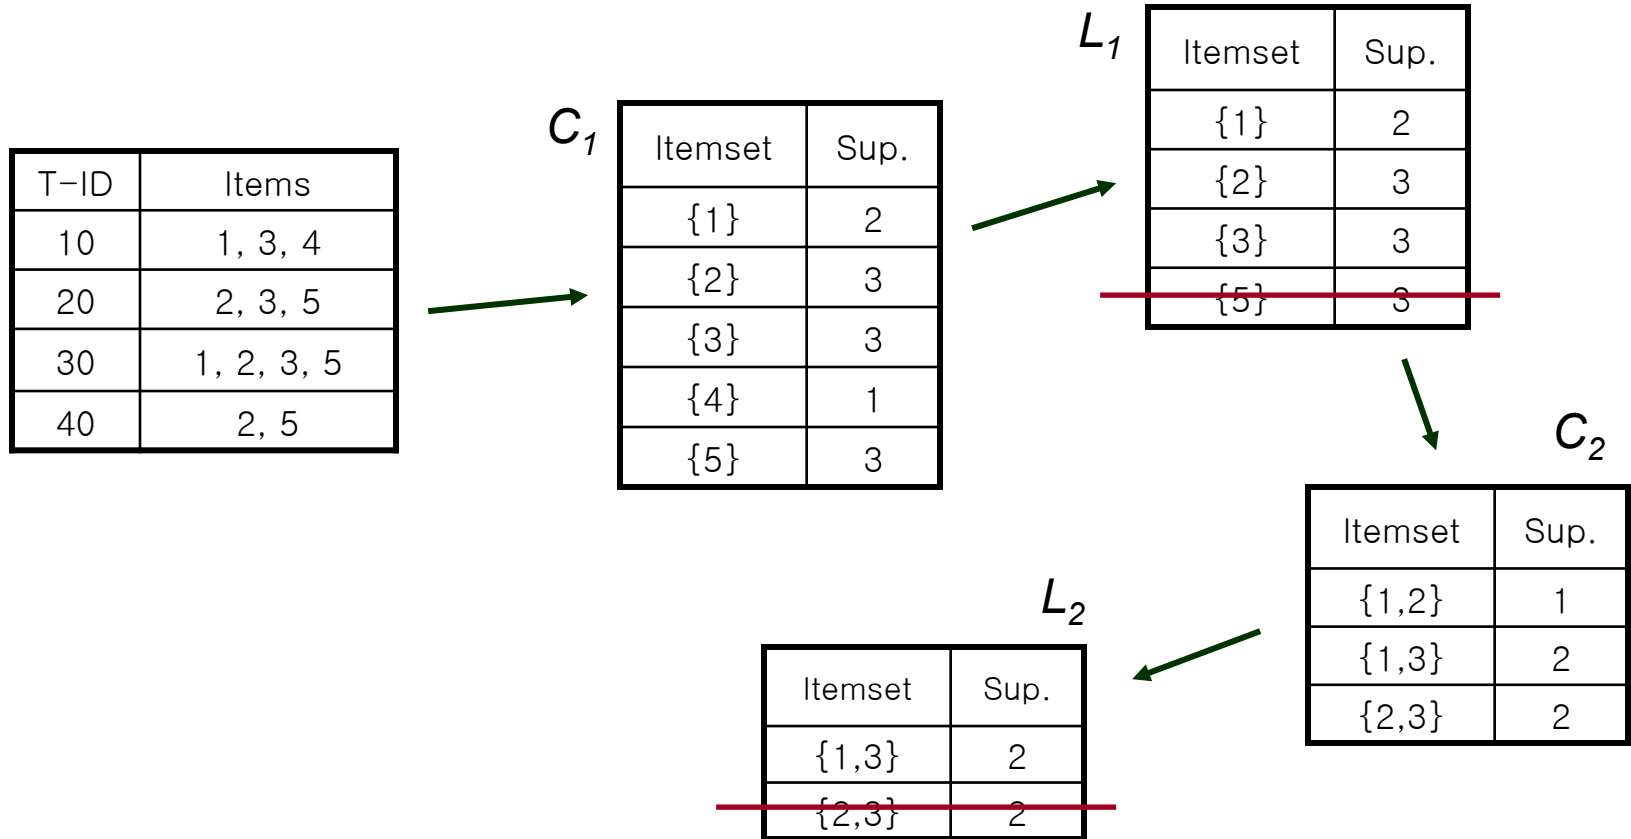 T-ID Items
10 1, 3, 4
20 2, 3, 5
30 1, 2, 3, 5
40 2, 5
C1
Itemset Sup.
{1} 2
{2} 3
{3} 3
{4} 1
{5} 3
L1
Itemset Sup.
{1} 2
{2} 3
{3} 3
{5} 3
C2
Itemset Sup.
{1,2} 1
{1,3} 2
{2,3} 2
L2
Itemset Sup.
{1,3} 2
{2,3} 2